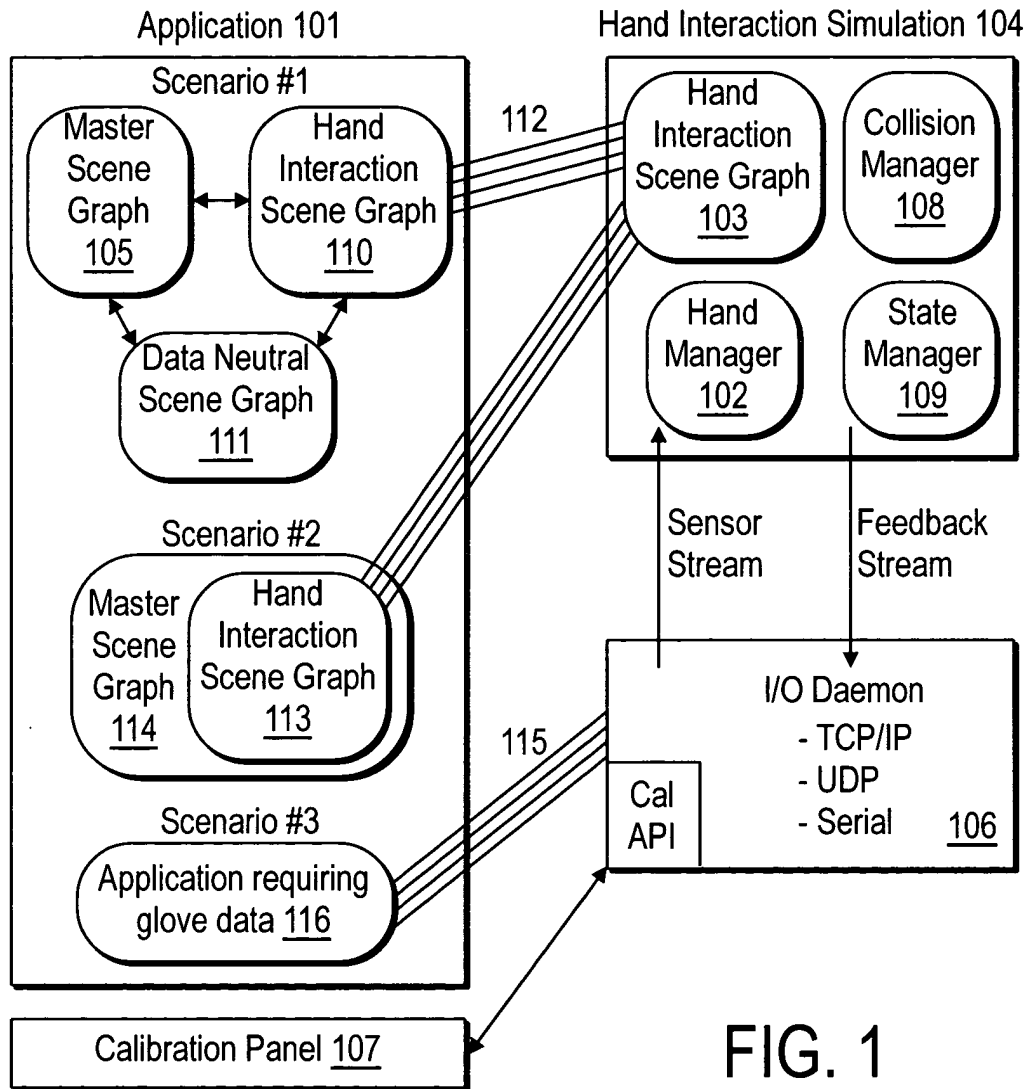 Application 101
Scenario #1
Master
Scene
Graph
105
Hand
Interaction
Scene Graph
110
Data Neutral
Scene Graph
111
Scenario #2
Master
Scene
Graph
114
Hand
Interaction
Scene Graph
113
Scenario #3
Application requiring
glove data 116
112
115
Hand Interaction Simulation 104
Hand
Interaction
Scene Graph
103
Collision
Manager
108
Hand
Manager
102
State
Manager
109
Sensor
Stream
Feedback
Stream
I/O Daemon
- TCP/IP
- UDP
- Serial
106
Cal
API
Calibration Panel 107
FIG. 1